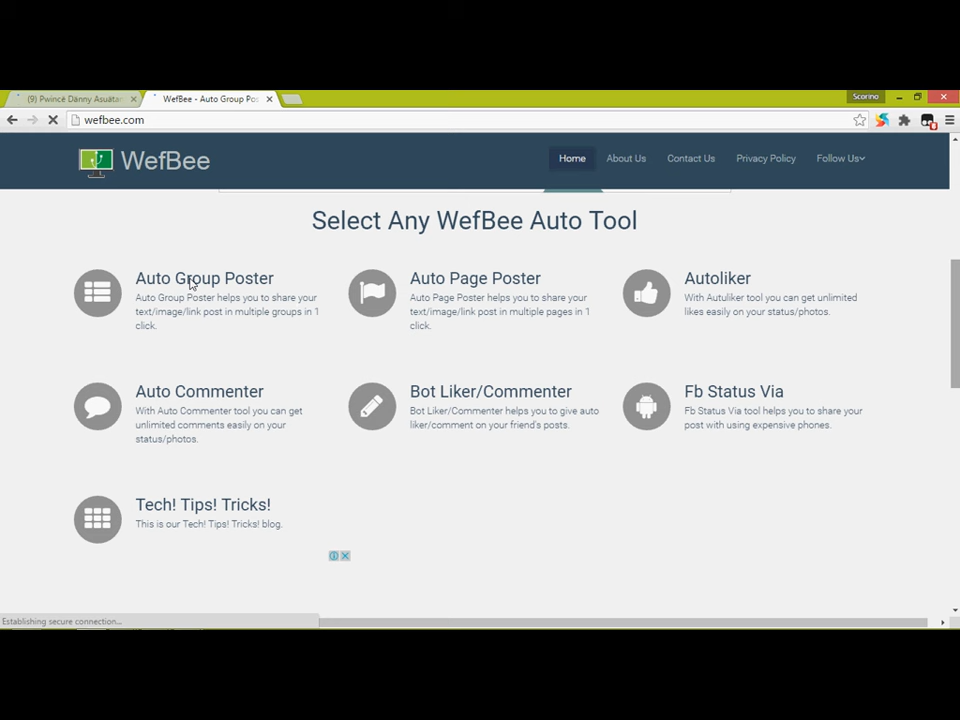 (9) Pwincè Dänny Asuàtar
WefBee - Auto Group Pos
Scorino
wefbee.com
WefBee
Home
About Us
Contact Us
Privacy Policy
Follow Us
Select Any WefBee Auto Tool
Auto Group Poster
Auto Group Poster helps you to share your
text/image/link post in multiple groups in 1
click.
Auto Page Poster
Auto Page Poster helps you to share your
text/image/link post in multiple pages in 1
click.
Autoliker
With Autuliker tool you can get unlimited
likes easily on your status/photos.
Auto Commenter
With Auto Commenter tool you can get
unlimited comments easily on your
status/photos.
Bot Liker/Commenter
Bot Liker/Commenter helps you to give auto
liker/comment on your friend's posts.
Fb Status Via
Fb Status Via tool helps you to share your
post with using expensive phones.
Tech! Tips! Tricks!
This is our Tech! Tips! Tricks! blog.
Establishing secure connection...